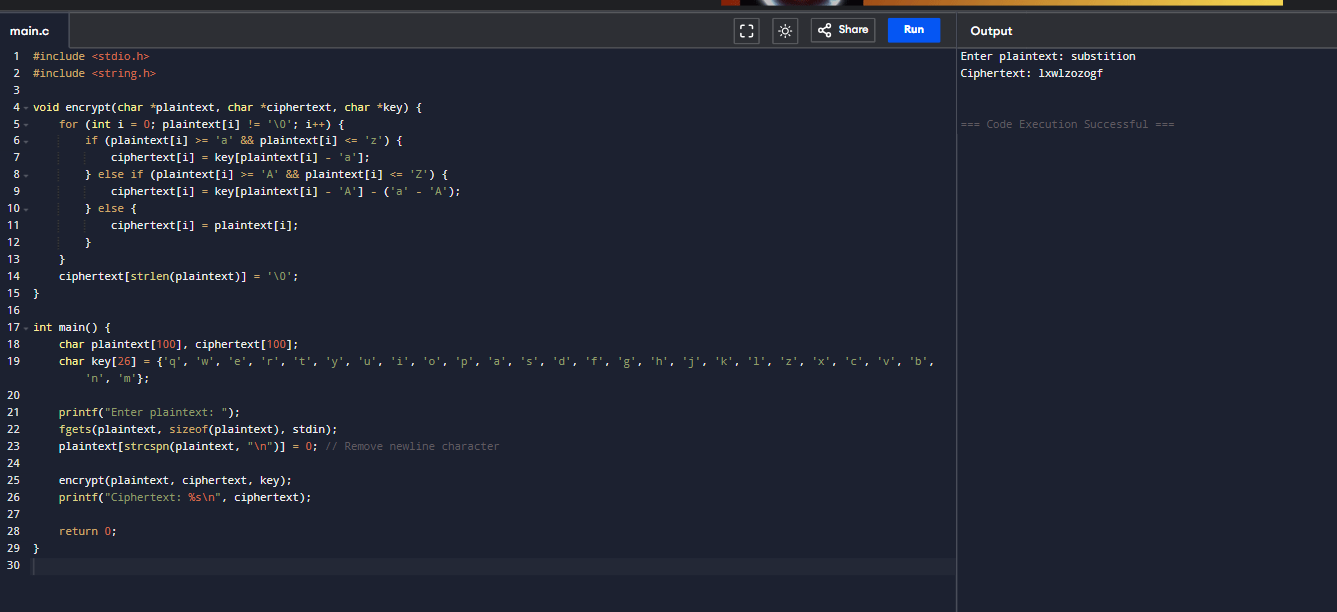 main.c
Share
Run
Output
1 #include <stdio.h>
2 #include <string.h>
3
4 void encrypt(char *plaintext, char *ciphertext, char *key) {
5     for (int i = 0; plaintext[i] != '\0'; i++) {
6         if (plaintext[i] >= 'a' && plaintext[i] <= 'z') {
7             ciphertext[i] = key[plaintext[i] - 'a'];
8         } else if (plaintext[i] >= 'A' && plaintext[i] <= 'Z') {
9             ciphertext[i] = key[plaintext[i] - 'A'] - ('a' - 'A');
10         } else {
11             ciphertext[i] = plaintext[i];
12         }
13     }
14     ciphertext[strlen(plaintext)] = '\0';
15 }
16
17 int main() {
18     char plaintext[100], ciphertext[100];
19     char key[26] = {'q', 'w', 'e', 'r', 't', 'y', 'u', 'i', 'o', 'p', 'a', 's', 'd', 'f', 'g', 'h', 'j', 'k', 'l', 'z', 'x', 'c', 'v', 'b',
'n', 'm'};
20
21     printf("Enter plaintext: ");
22     fgets(plaintext, sizeof(plaintext), stdin);
23     plaintext[strcspn(plaintext, "\n")] = 0; // Remove newline character
24
25     encrypt(plaintext, ciphertext, key);
26     printf("Ciphertext: %s\n", ciphertext);
27
28     return 0;
29 }
30
Enter plaintext: substition
Ciphertext: lxwlzozogf
=== Code Execution Successful ===